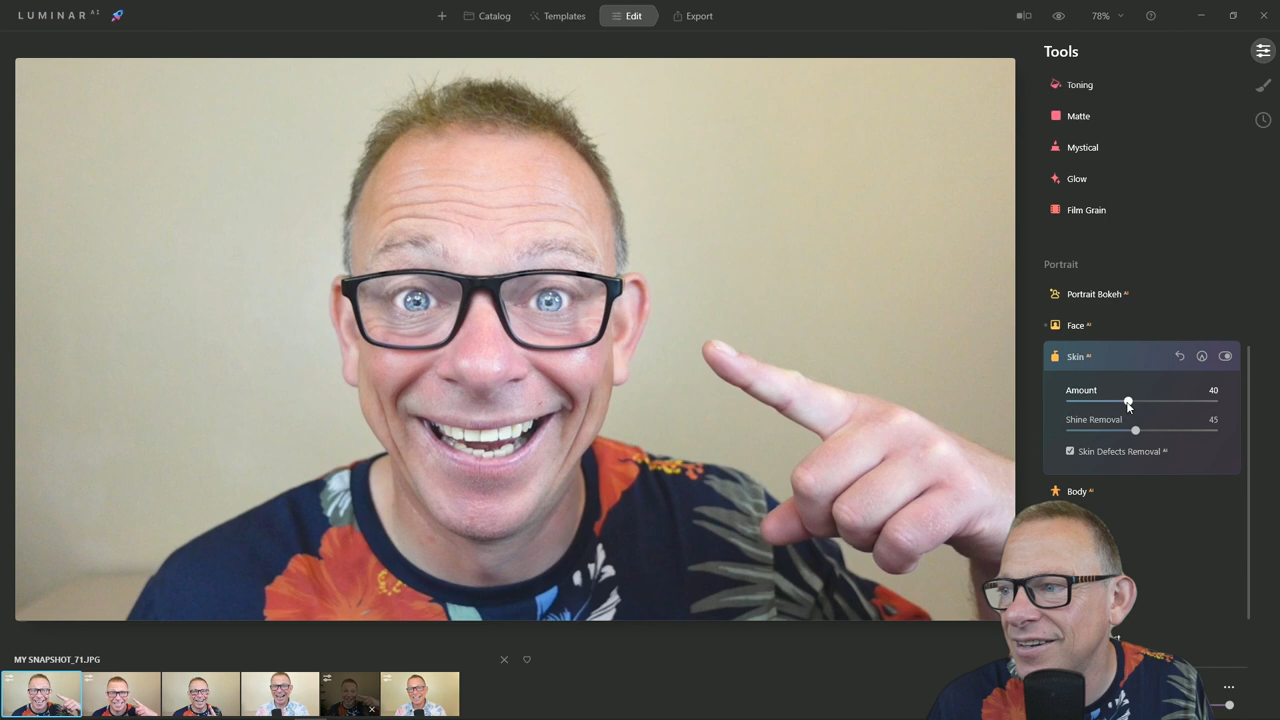 LUMINAR AI
Catalog
Templates
Edit
Export
78%
Tools
Toning
Matte
Mystical
Glow
Film Grain
Portrait
Portrait Bokeh AI
Face AI
Skin AI
Amount 40
Shine Removal 45
Skin Defects Removal AI
Body AI
MY SNAPSHOT_71.JPG